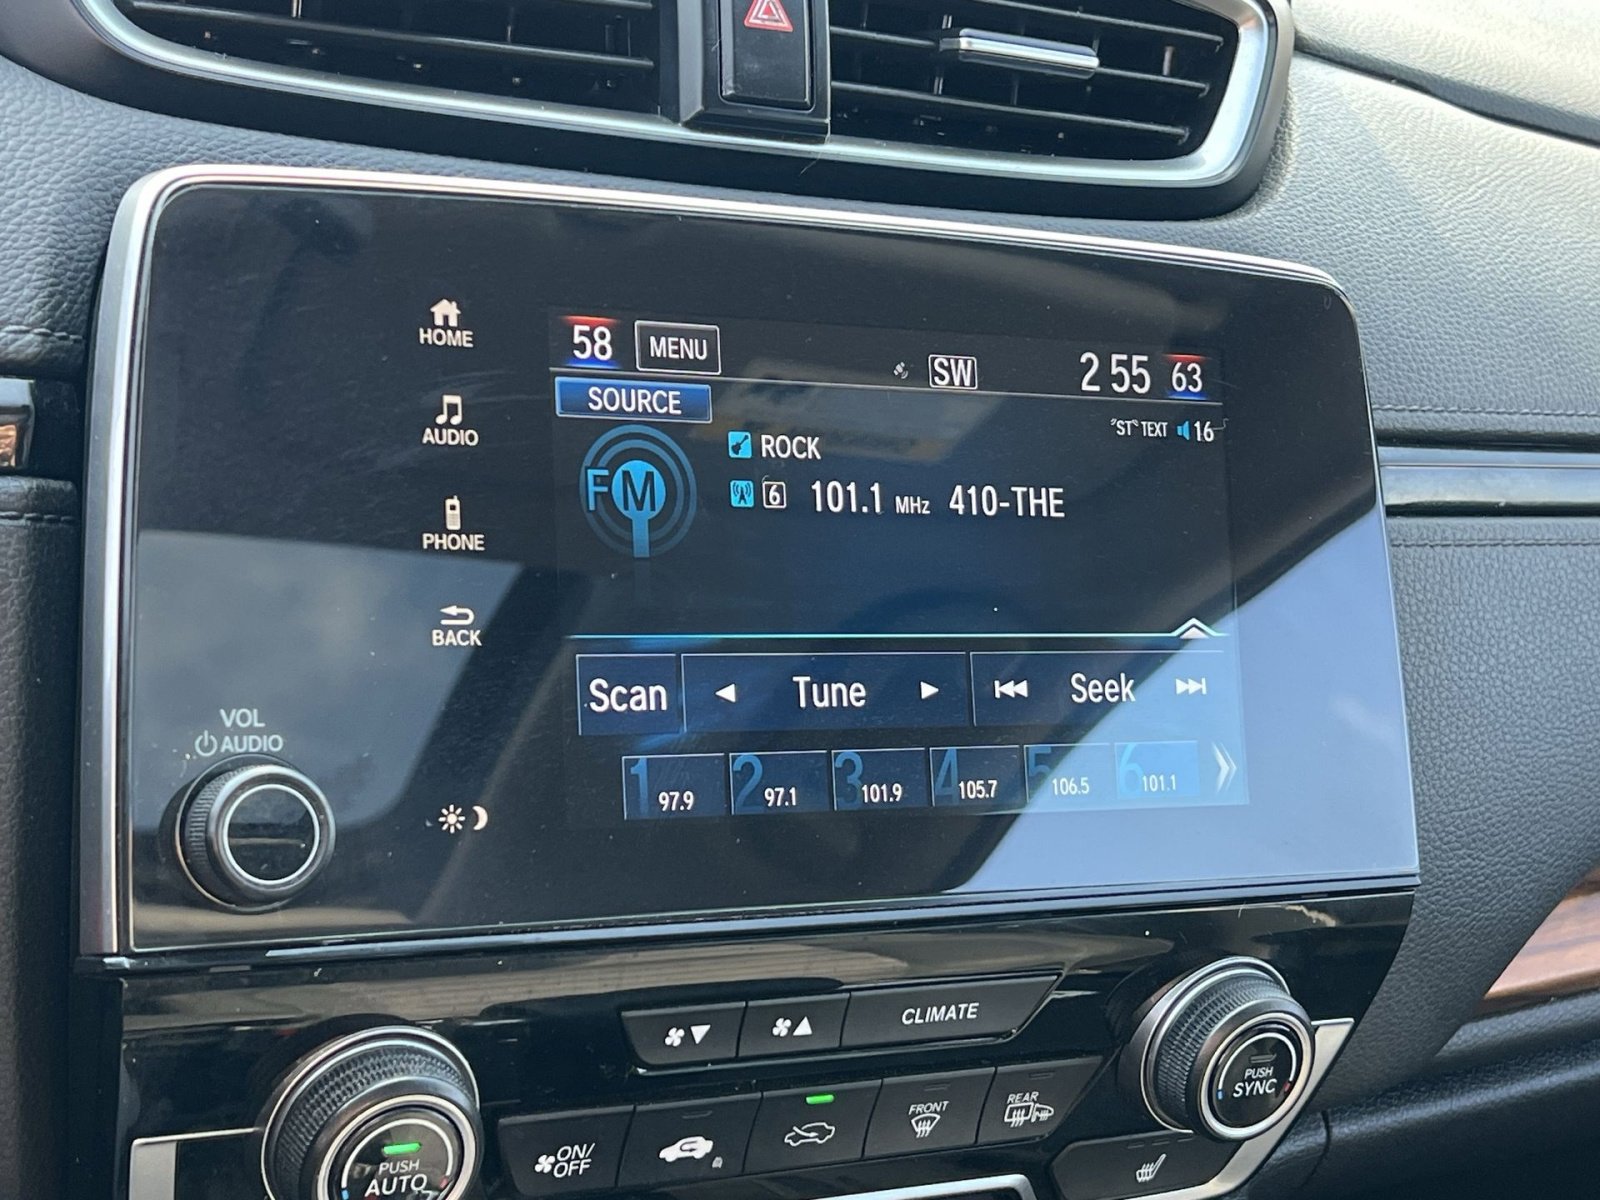 58 MENU SW 2 55 63
SOURCE
"ST" TEXT 16
FM
ROCK
6 101.1 MHz 410-THE
HOME
AUDIO
PHONE
BACK
Scan Tune Seek
1 97.9 2 97.1 3 101.9 4 105.7 5 106.5 6 101.1
VOL
AUDIO
CLIMATE
PUSH
AUTO
ON/
OFF
FRONT
REAR
PUSH
SYNC